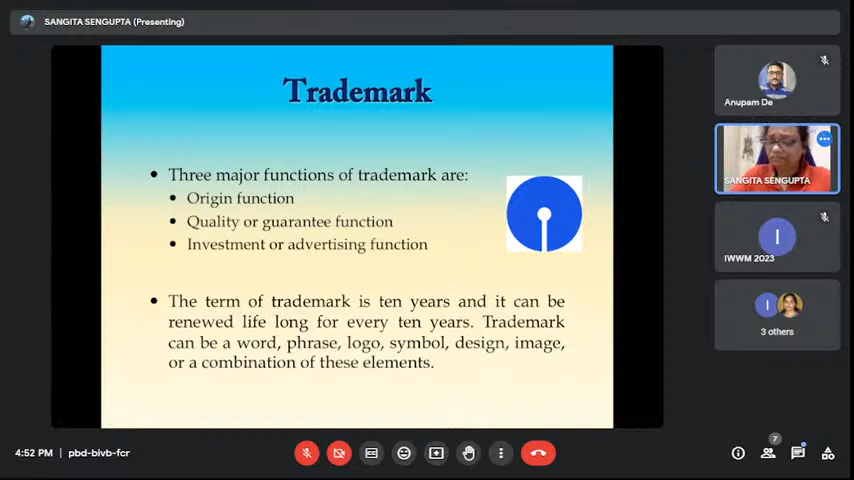 SANGITA SENGUPTA (Presenting)
Trademark
• Three major functions of trademark are:
• Origin function
• Quality or guarantee function
• Investment or advertising function
• The term of trademark is ten years and it can be
renewed life long for every ten years. Trademark
can be a word, phrase, logo, symbol, design, image,
or a combination of these elements.
Anupam De
SANGITA SENGUPTA
I
IWWM 2023
I
3 others
4:52 PM | pbd-bivb-fcr
7